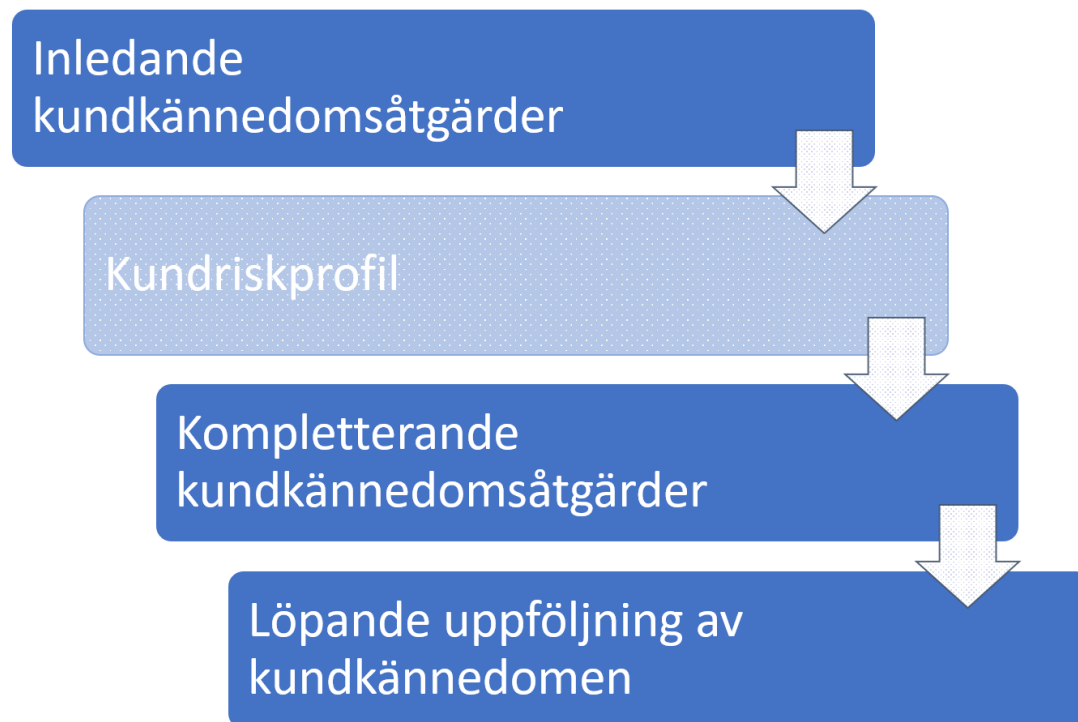 Inledande
kundkännedomsåtgärder
Kundriskprofil
Kompletterande
kundkännedomsåtgärder
Löpande uppföljning av
kundkännedomen